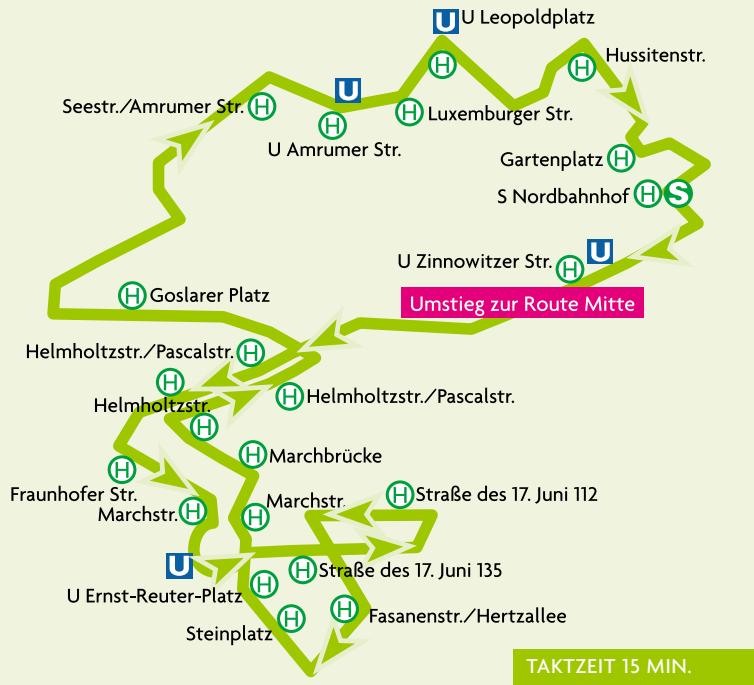 U
U Leopoldplatz
H
Hussitenstr.
H
U
Seestr./Amrumer Str.
H
H
Luxemburger Str.
H
U Amrumer Str.
Gartenplatz
H
S Nordbahnhof
H
S
U
U Zinnowitzer Str.
H
H
Goslarer Platz
Umstieg zur Route Mitte
Helmholtzstr./Pascalstr.
H
H
H
Helmholtzstr./Pascalstr.
Helmholtzstr.
H
H
Marchbrücke
H
Fraunhofer Str.
H
Straße des 17. Juni 112
Marchstr.
H
Marchstr.
H
U
H
Straße des 17. Juni 135
U Ernst-Reuter-Platz
H
H
Fasanenstr./Hertzallee
Steinplatz
H
TAKTZEIT 15 MIN.